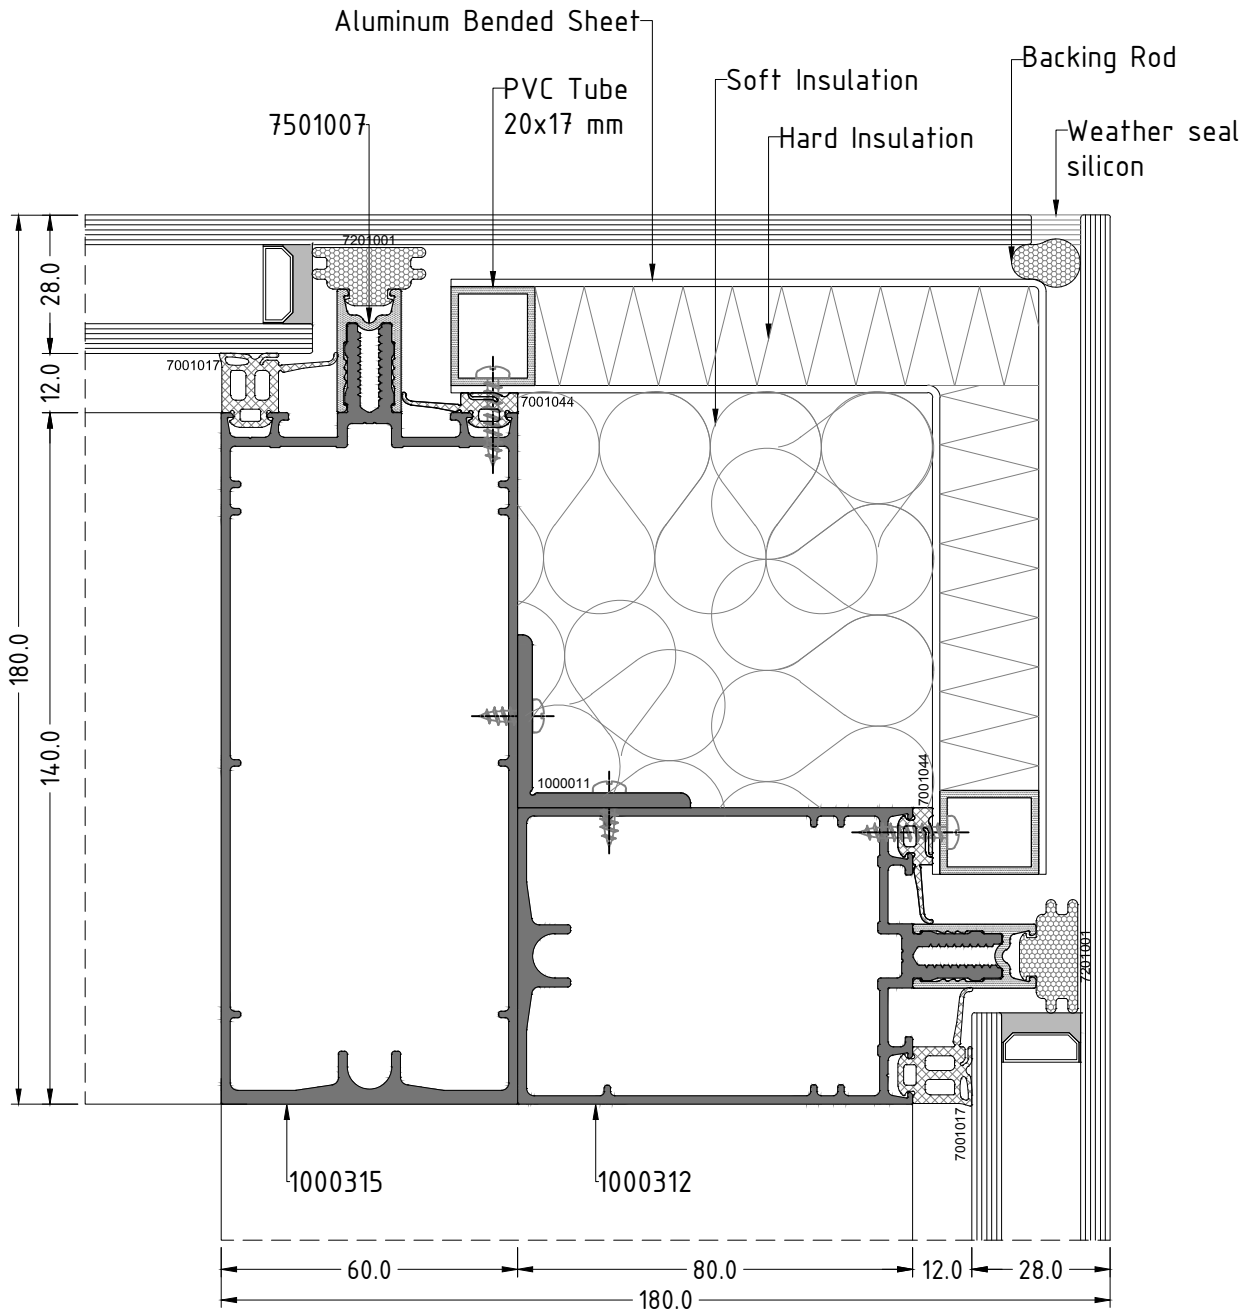 Aluminum Bended Sheet
Backing Rod
Soft Insulation
PVC Tube
20x17 mm
7501007
Hard Insulation
Weather seal
silicon
7201001
28.0
7001017
12.0
7001044
180.0
140.0
7001044
1000011
7201001
7001017
1000315
1000312
60.0
80.0
12.0
28.0
180.0